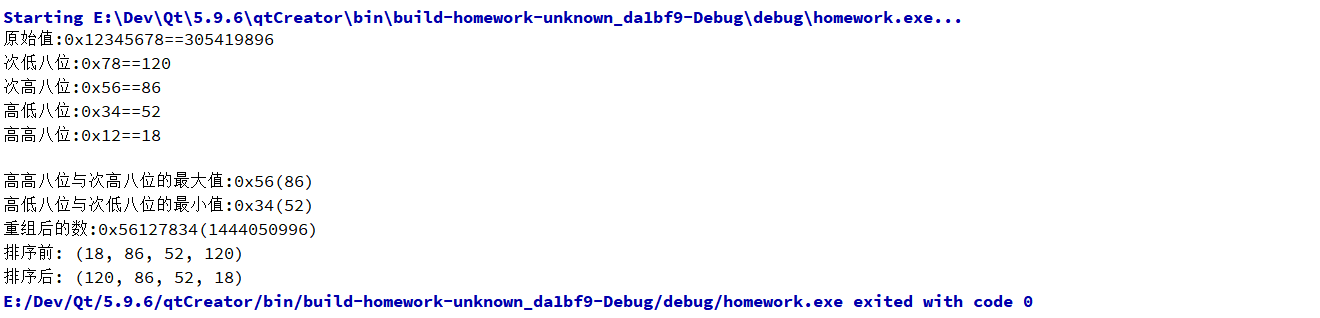 Starting E:\Dev\Qt\5.9.6\qtCreator\bin\build-homework-unknown_da1bf9-Debug\debug\homework.exe...
原始值:0x12345678==305419896
次低八位:0x78==120
次高八位:0x56==86
高低八位:0x34==52
高高八位:0x12==18
高高八位与次高八位的最大值:0x56(86)
高低八位与次低八位的最小值:0x34(52)
重组后的数:0x56127834(1444050996)
排序前: (18, 86, 52, 120)
排序后: (120, 86, 52, 18)
E:/Dev/Qt/5.9.6/qtCreator/bin/build-homework-unknown_da1bf9-Debug/debug/homework.exe exited with code 0